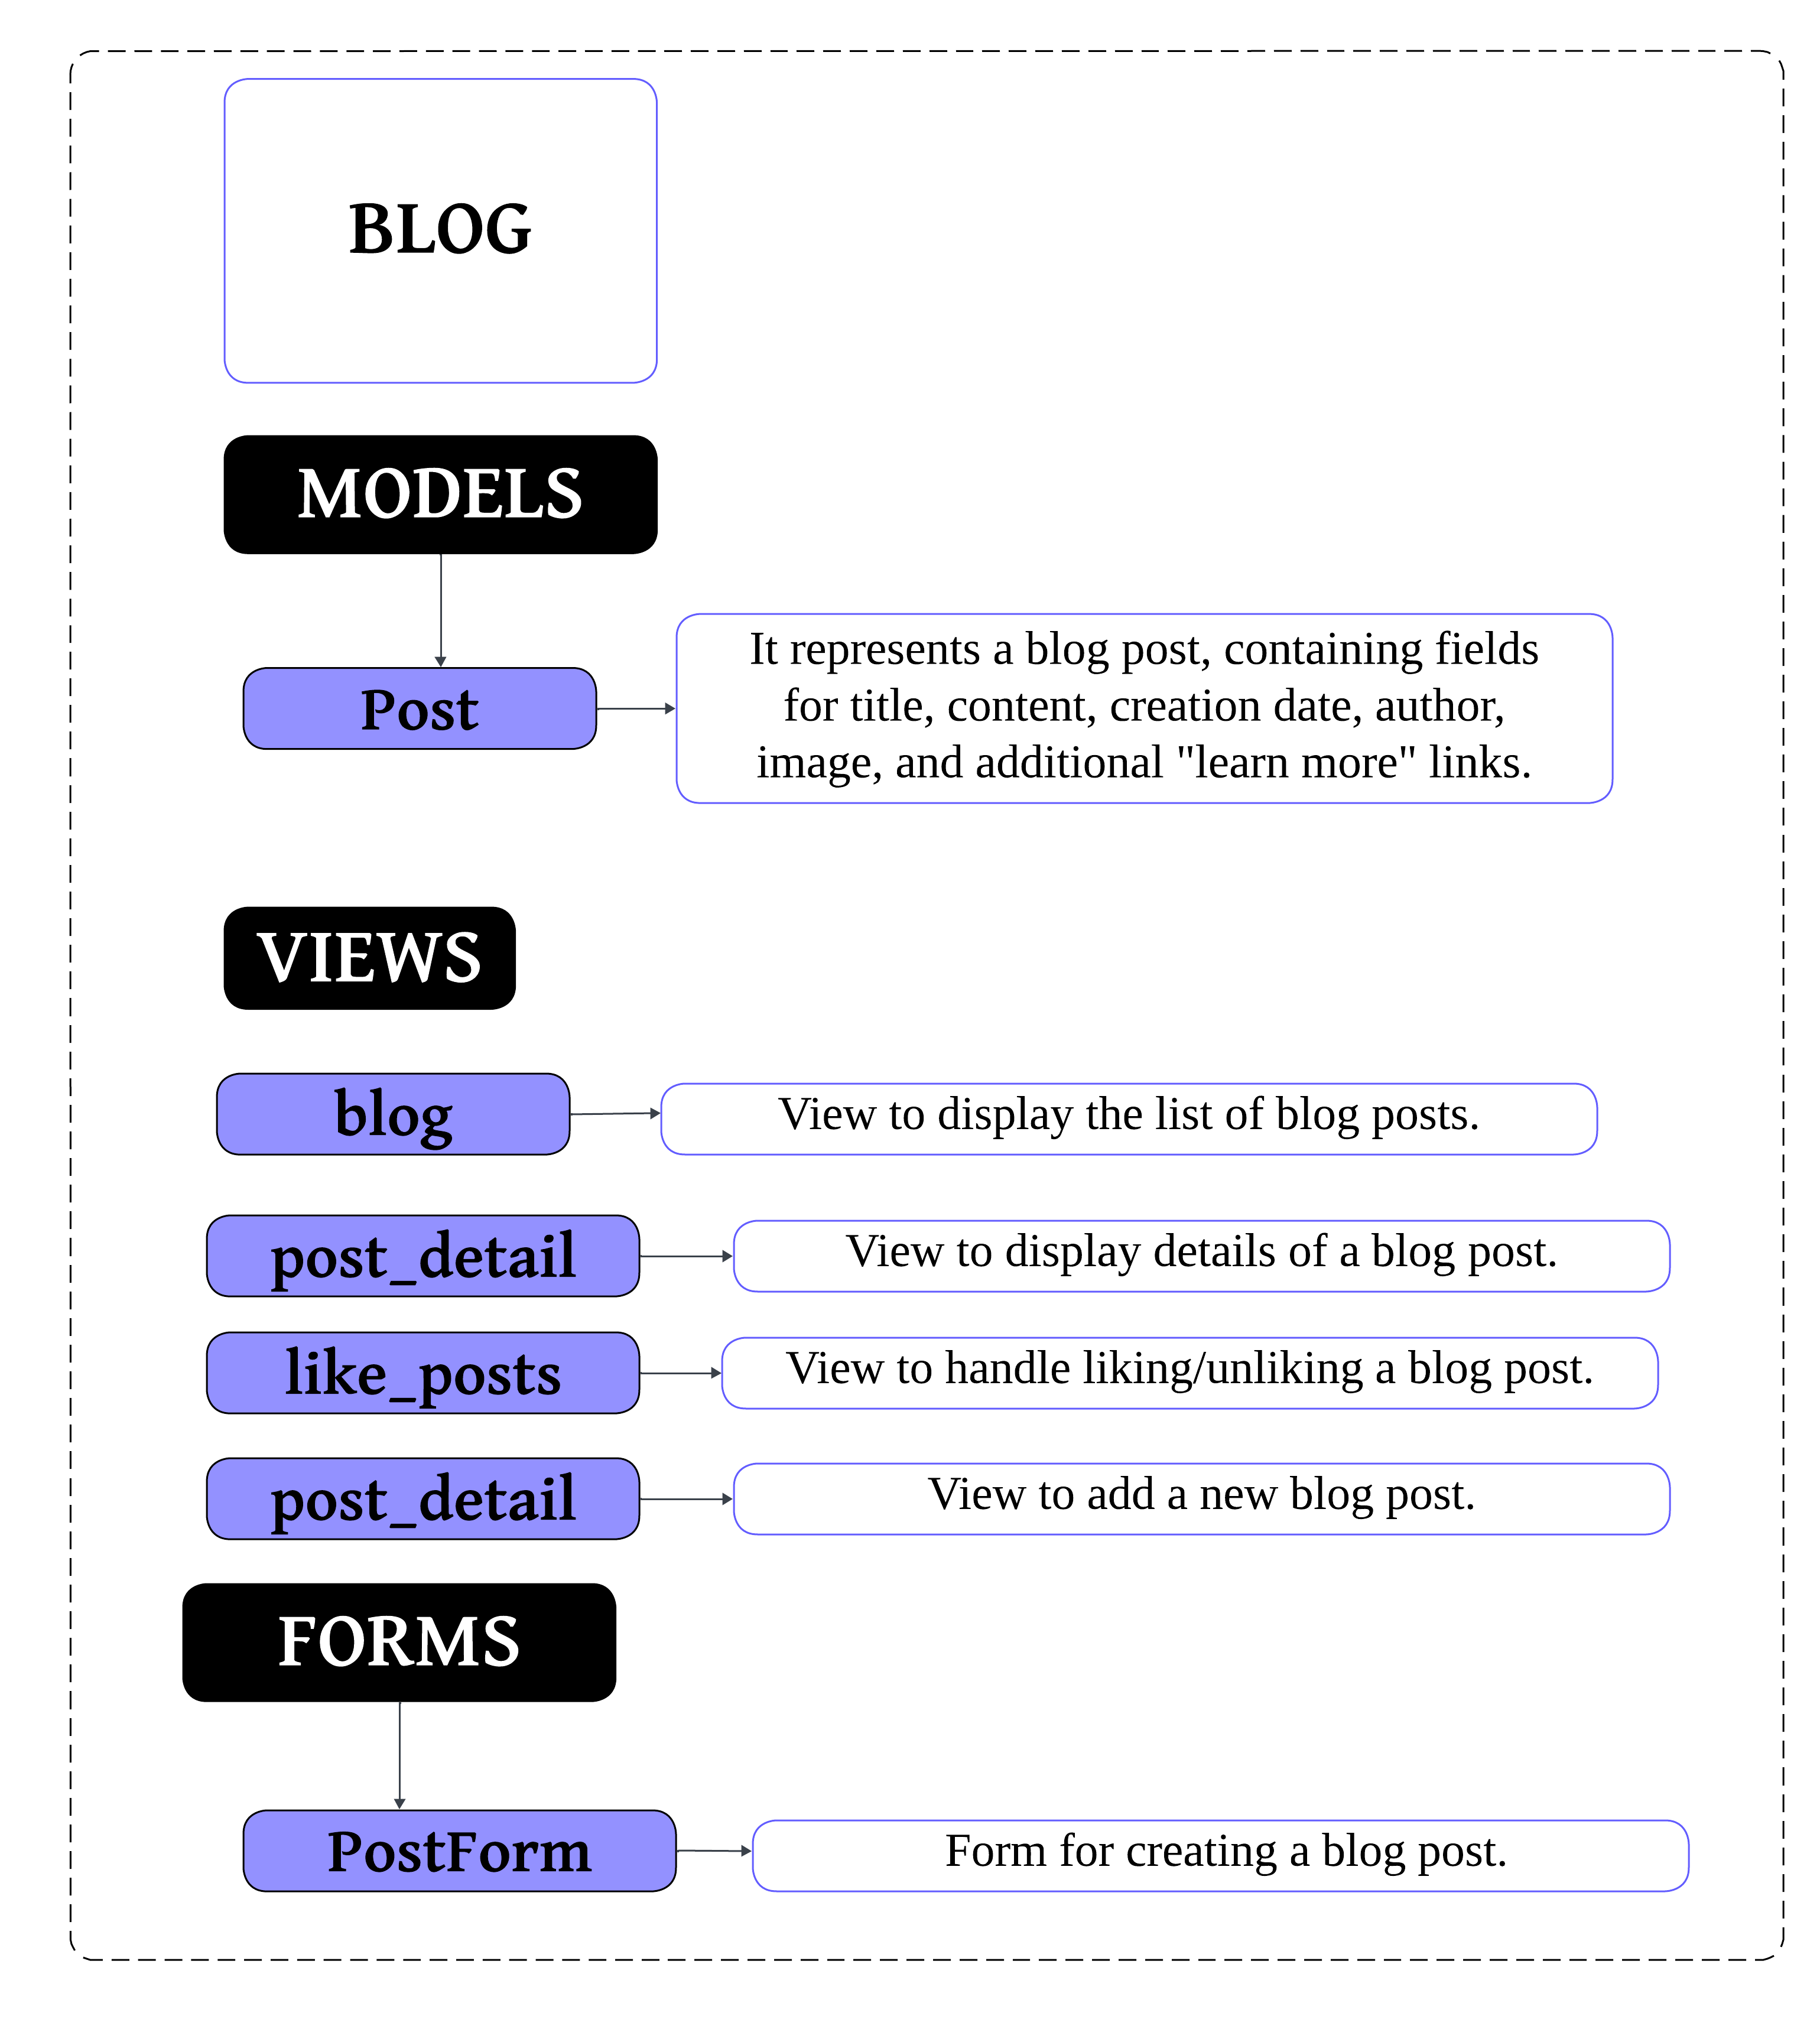 BLOG
MODELS
Post
It represents a blog post, containing fields
for title, content, creation date, author,
image, and additional "learn more" links.
VIEWS
blog
View to display the list of blog posts.
post_detail
View to display details of a blog post.
like_posts
View to handle liking/unliking a blog post.
post_detail
View to add a new blog post.
FORMS
PostForm
Form for creating a blog post.